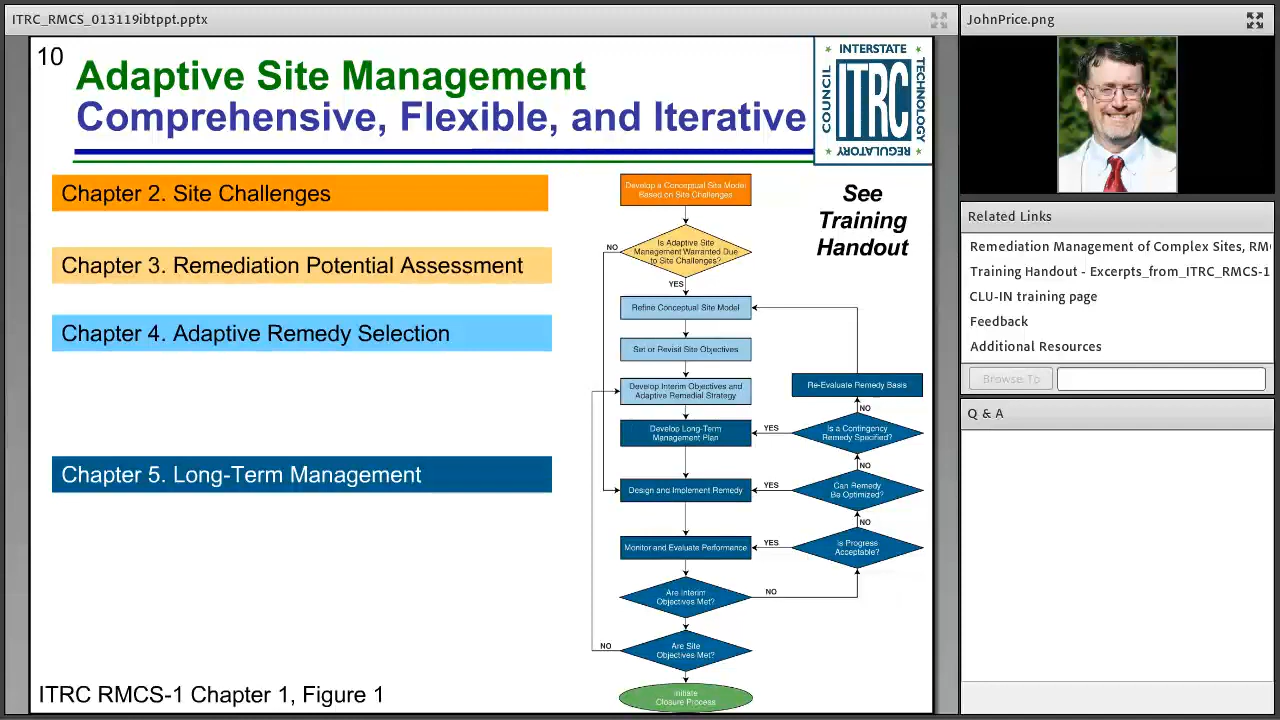 ITRC_RMCS_013119ibtppt.pptx
10
Adaptive Site Management
Comprehensive, Flexible, and Iterative
INTERSTATE
COUNCIL
ITRC
TECHNOLOGY
REGULATORY
Chapter 2. Site Challenges
Chapter 3. Remediation Potential Assessment
Chapter 4. Adaptive Remedy Selection
Chapter 5. Long-Term Management
See
Training
Handout
Develop a Conceptual Site Model
Based on Site Challenges
Is Adaptive Site
Management Warranted Due
to Site Challenges?
NO
YES
Refine Conceptual Site Model
Set or Revisit Site Objectives
Develop Interim Objectives and
Adaptive Remedial Strategy
Re-Evaluate Remedy Basis
NO
Develop Long-Term
Management Plan
YES
Is a Contingency
Remedy Specified?
NO
Design and Implement Remedy
YES
Can Remedy
Be Optimized?
NO
Monitor and Evaluate Performance
YES
Is Progress
Acceptable?
Are Interim
Objectives Met?
NO
Are Site
Objectives Met?
NO
Initiate
Closure Process
ITRC RMCS-1 Chapter 1, Figure 1
JohnPrice.png
Related Links
Remediation Management of Complex Sites, RM
Training Handout - Excerpts_from_ITRC_RMCS-1
CLU-IN training page
Feedback
Additional Resources
Browse To
Q & A